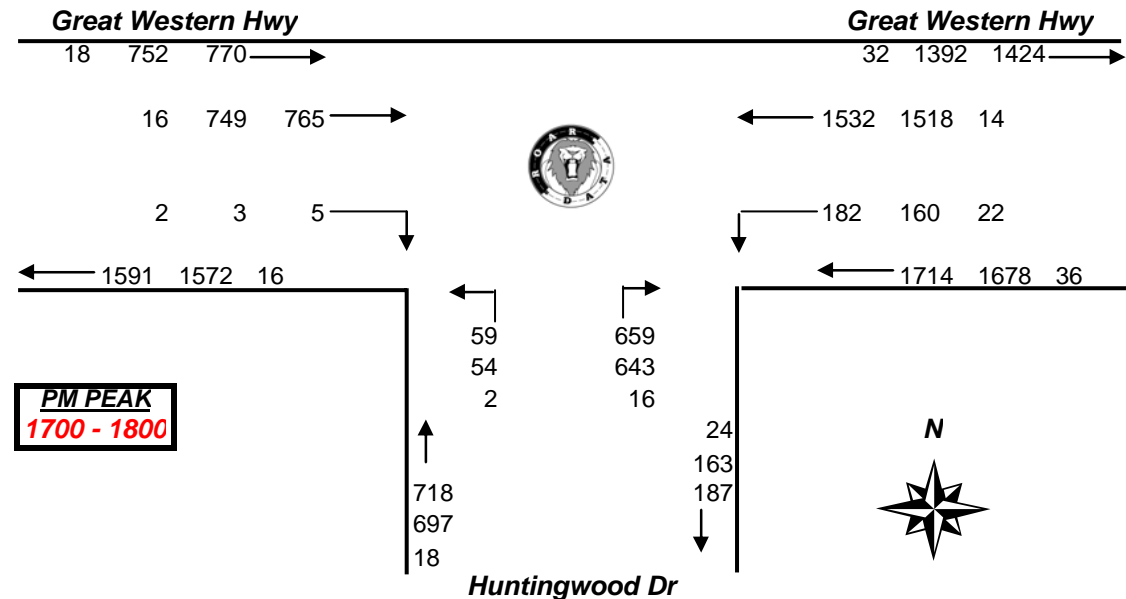 Great Western Hwy Great Western Hwy
18 752 770 32 1392 1424
16 749 765 1532 1518 14
ROAR DATA
2 3 5 182 160 22
1591 1572 16 1714 1678 36
59 659
54 643
2 16
PM PEAK
1700 - 1800
24
163
187
N
718
697
18
Huntingwood Dr